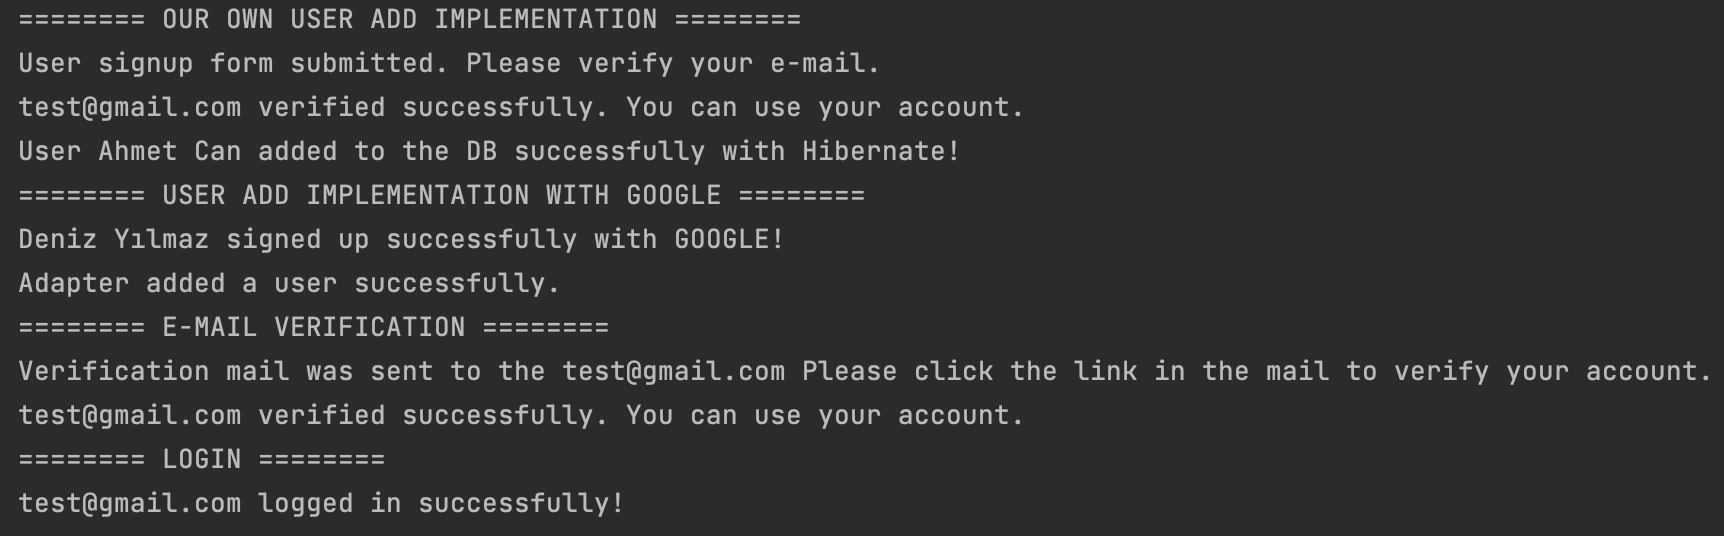 ======== OUR OWN USER ADD IMPLEMENTATION ========
User signup form submitted. Please verify your e-mail.
test@gmail.com verified successfully. You can use your account.
User Ahmet Can added to the DB successfully with Hibernate!
======== USER ADD IMPLEMENTATION WITH GOOGLE ========
Deniz Yılmaz signed up successfully with GOOGLE!
Adapter added a user successfully.
======== E-MAIL VERIFICATION ========
Verification mail was sent to the test@gmail.com Please click the link in the mail to verify your account.
test@gmail.com verified successfully. You can use your account.
======== LOGIN ========
test@gmail.com logged in successfully!